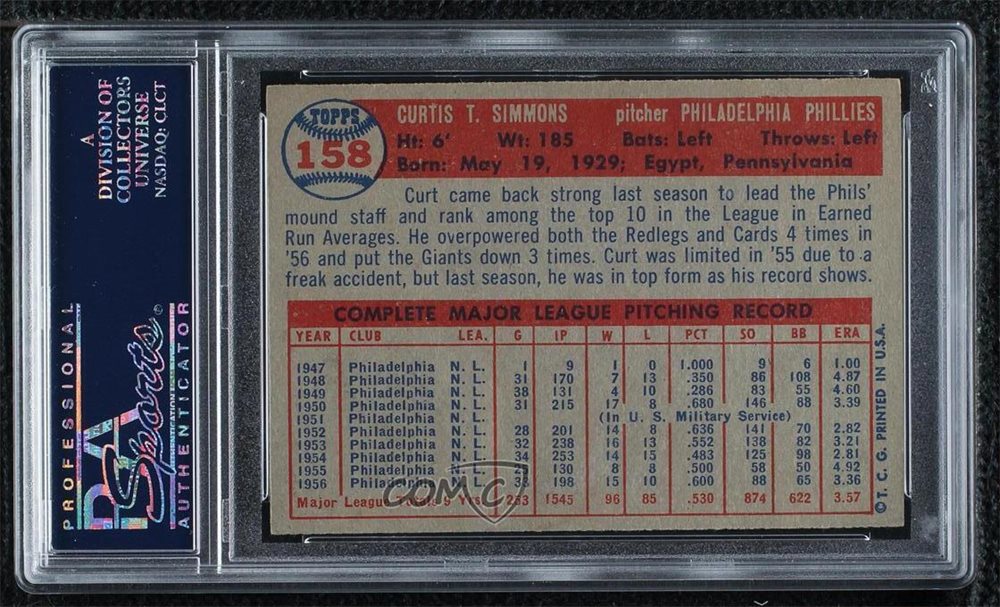 A
DIVISION OF
COLLECTORS
UNIVERSE
NASDAQ: CLCT
PROFESSIONAL
PSA
Sports
AUTHENTICATOR
TOPPS
158
CURTIS T. SIMMONS pitcher PHILADELPHIA PHILLIES
Ht: 6' Wt: 185 Bats: Left Throws: Left
Born: May 19, 1929; Egypt, Pennsylvania
Curt came back strong last season to lead the Phils'
mound staff and rank among the top 10 in the League in Earned
Run Averages. He overpowered both the Redlegs and Cards 4 times in
'56 and put the Giants down 3 times. Curt was limited in '55 due to a
freak accident, but last season, he was in top form as his record shows.
COMPLETE MAJOR LEAGUE PITCHING RECORD
YEAR CLUB LEA. G IP W L PCT SO BB ERA
1947 Philadelphia N. L. 1 9 1 0 1.000 9 6 1.00
1948 Philadelphia N. L. 31 170 7 13 .350 86 108 4.87
1949 Philadelphia N. L. 38 131 4 10 .286 83 55 4.60
1950 Philadelphia N. L. 31 215 17 8 .680 146 88 3.39
1951 Philadelphia N. L. (In U. S. Military Service)
1952 Philadelphia N. L. 28 201 14 8 .636 141 70 2.82
1953 Philadelphia N. L. 32 238 16 13 .552 138 82 3.21
1954 Philadelphia N. L. 34 253 14 15 .483 125 98 2.81
1955 Philadelphia N. L. 25 130 8 8 .500 58 50 4.92
1956 Philadelphia N. L. 33 198 15 10 .600 88 65 3.36
Major League Totals 9 Yrs. 253 1545 96 85 .530 874 622 3.57
COMC
© T. C. G. PRINTED IN U.S.A.